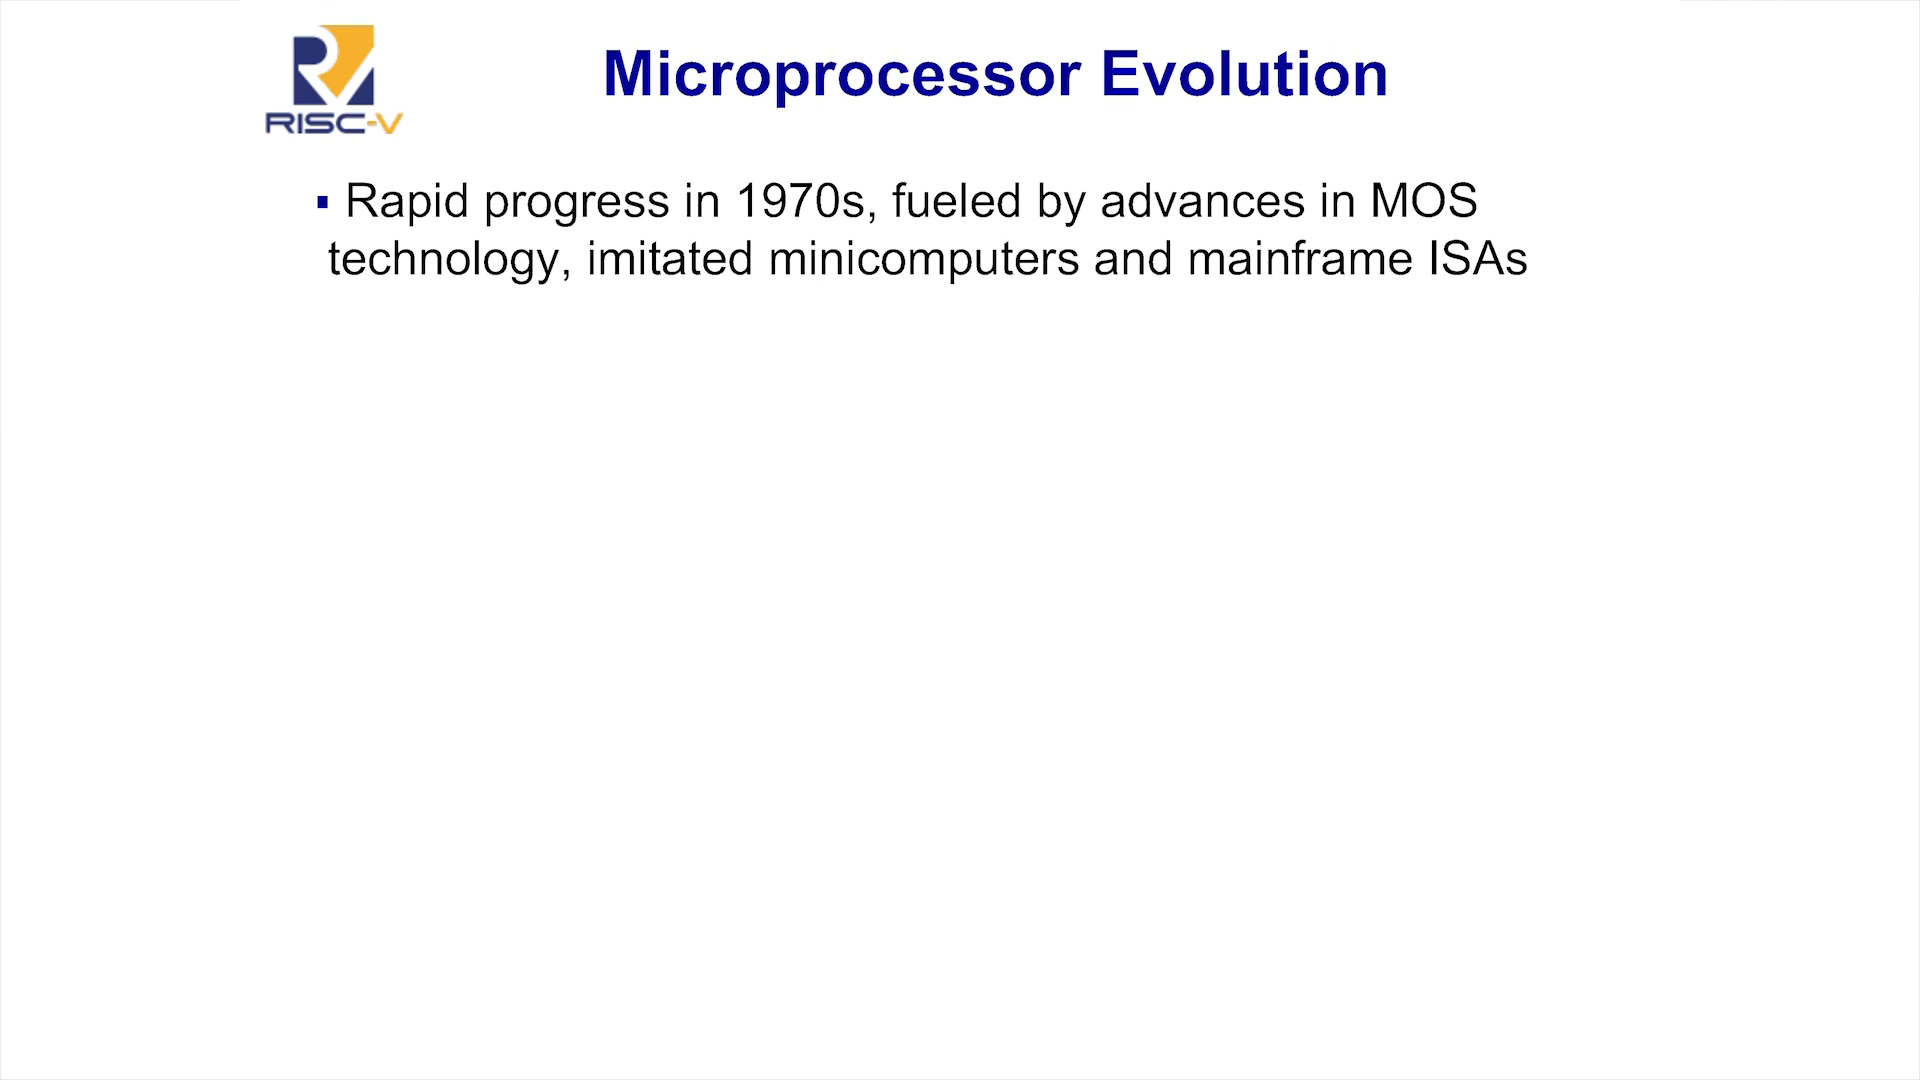 RISC-V
Microprocessor Evolution
▪ Rapid progress in 1970s, fueled by advances in MOS
technology, imitated minicomputers and mainframe ISAs